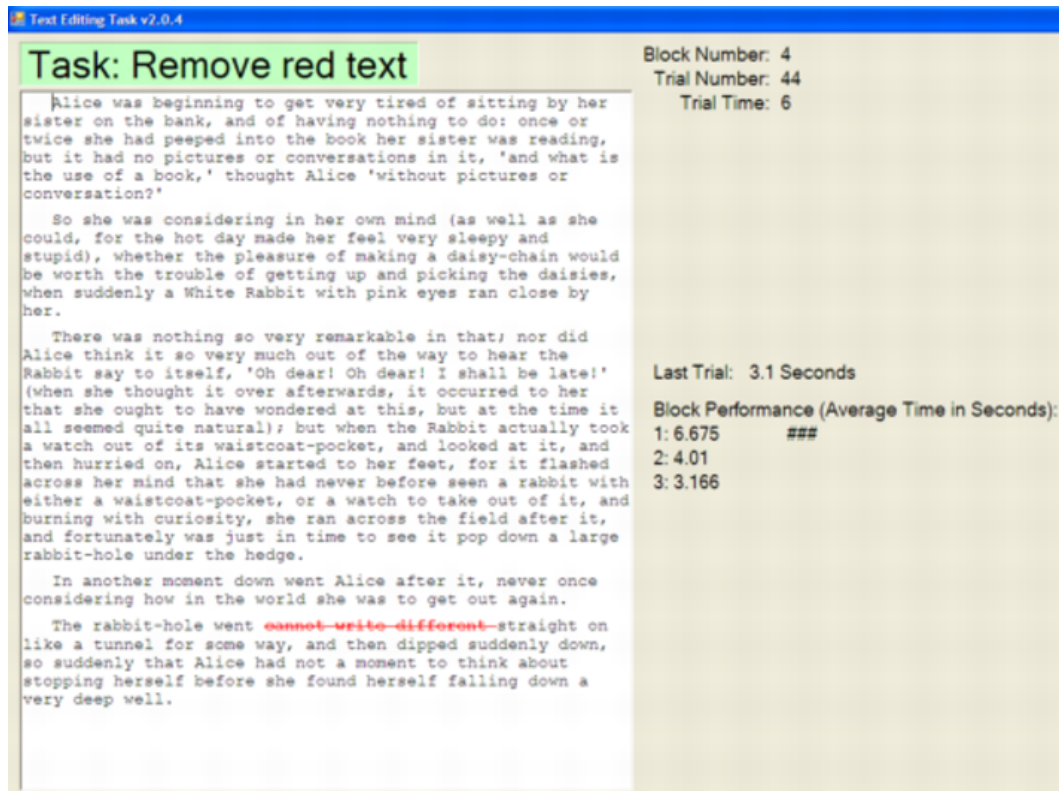 Text Editing Task v2.0.4
Task: Remove red text
Block Number: 4
Trial Number: 44
Trial Time: 6
Alice was beginning to get very tired of sitting by her
sister on the bank, and of having nothing to do: once or
twice she had peeped into the book her sister was reading,
but it had no pictures or conversations in it, 'and what is
the use of a book,' thought Alice 'without pictures or
conversation?'
So she was considering in her own mind (as well as she
could, for the hot day made her feel very sleepy and
stupid), whether the pleasure of making a daisy-chain would
be worth the trouble of getting up and picking the daisies,
when suddenly a White Rabbit with pink eyes ran close by
her.
There was nothing so very remarkable in that; nor did
Alice think it so very much out of the way to hear the
Rabbit say to itself, 'Oh dear! Oh dear! I shall be late!'
(when she thought it over afterwards, it occurred to her
that she ought to have wondered at this, but at the time it
all seemed quite natural); but when the Rabbit actually took
a watch out of its waistcoat-pocket, and looked at it, and
then hurried on, Alice started to her feet, for it flashed
across her mind that she had never before seen a rabbit with
either a waistcoat-pocket, or a watch to take out of it, and
burning with curiosity, she ran across the field after it,
and fortunately was just in time to see it pop down a large
rabbit-hole under the hedge.
In another moment down went Alice after it, never once
considering how in the world she was to get out again.
The rabbit-hole went cannot write different straight on
like a tunnel for some way, and then dipped suddenly down,
so suddenly that Alice had not a moment to think about
stopping herself before she found herself falling down a
very deep well.
Last Trial: 3.1 Seconds
Block Performance (Average Time in Seconds):
1: 6.675 ###
2: 4.01
3: 3.166